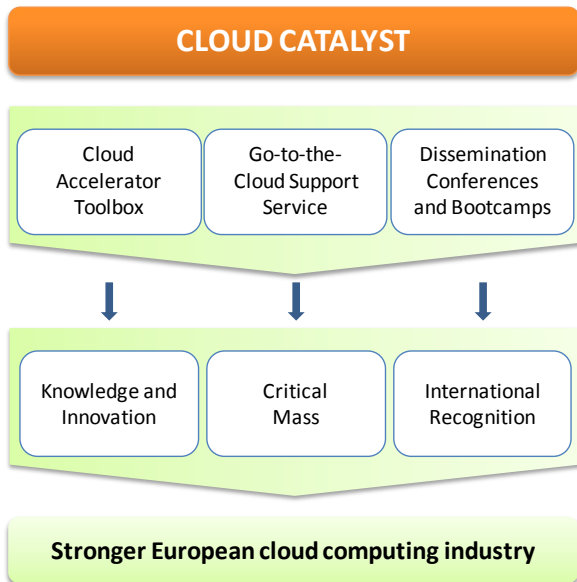 CLOUD CATALYST
Cloud
Accelerator
Toolbox
Go-to-the-
Cloud Support
Service
Dissemination
Conferences
and Bootcamps
Knowledge and
Innovation
Critical
Mass
International
Recognition
Stronger European cloud computing industry